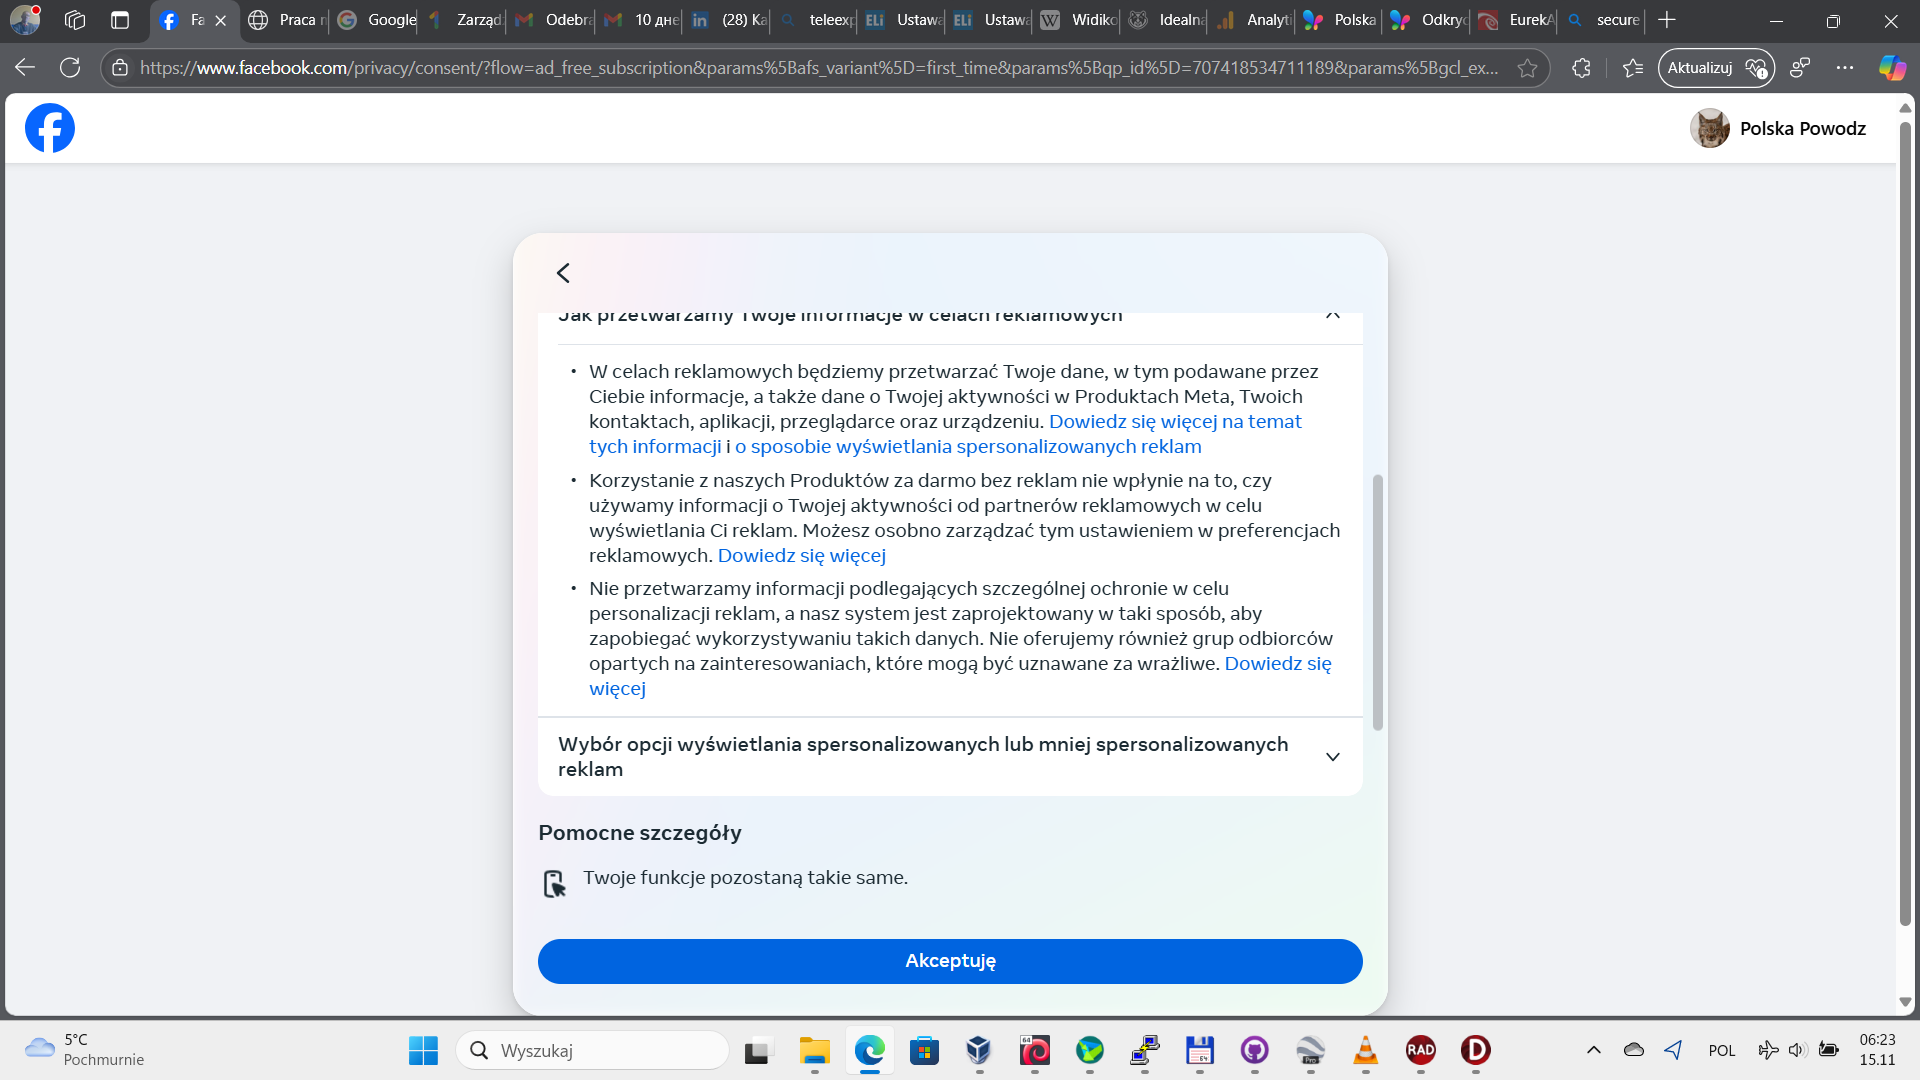 Fa
Praca
Google
Zarząd
Odebr
10 дне
(28) Ka
teleexp
Ustawa
Ustawa
Widiko
Idealna
Analyti
Polska
Odkryc
EurekA
secure
https://www.facebook.com/privacy/consent/?flow=ad_free_subscription&params%5Bafs_variant%5D=first_time&params%5Bqp_id%5D=707418534711189&params%5Bgcl_ex...
Aktualizuj
Polska Powodz
Jak przetwarzamy Twoje informacje w celach reklamowych
• W celach reklamowych będziemy przetwarzać Twoje dane, w tym podawane przez
Ciebie informacje, a także dane o Twojej aktywności w Produktach Meta, Twoich
kontaktach, aplikacji, przeglądarce oraz urządzeniu. Dowiedz się więcej na temat
tych informacji i o sposobie wyświetlania spersonalizowanych reklam
• Korzystanie z naszych Produktów za darmo bez reklam nie wpłynie na to, czy
używamy informacji o Twojej aktywności od partnerów reklamowych w celu
wyświetlania Ci reklam. Możesz osobno zarządzać tym ustawieniem w preferencjach
reklamowych. Dowiedz się więcej
• Nie przetwarzamy informacji podlegających szczególnej ochronie w celu
personalizacji reklam, a nasz system jest zaprojektowany w taki sposób, aby
zapobiegać wykorzystywaniu takich danych. Nie oferujemy również grup odbiorców
opartych na zainteresowaniach, które mogą być uznawane za wrażliwe. Dowiedz się
więcej
Wybór opcji wyświetlania spersonalizowanych lub mniej spersonalizowanych
reklam
Pomocne szczegóły
Twoje funkcje pozostaną takie same.
Akceptuję
5°C
Pochmurnie
Wyszukaj
64
64
Pro
RAD
D
POL
06:23
15.11